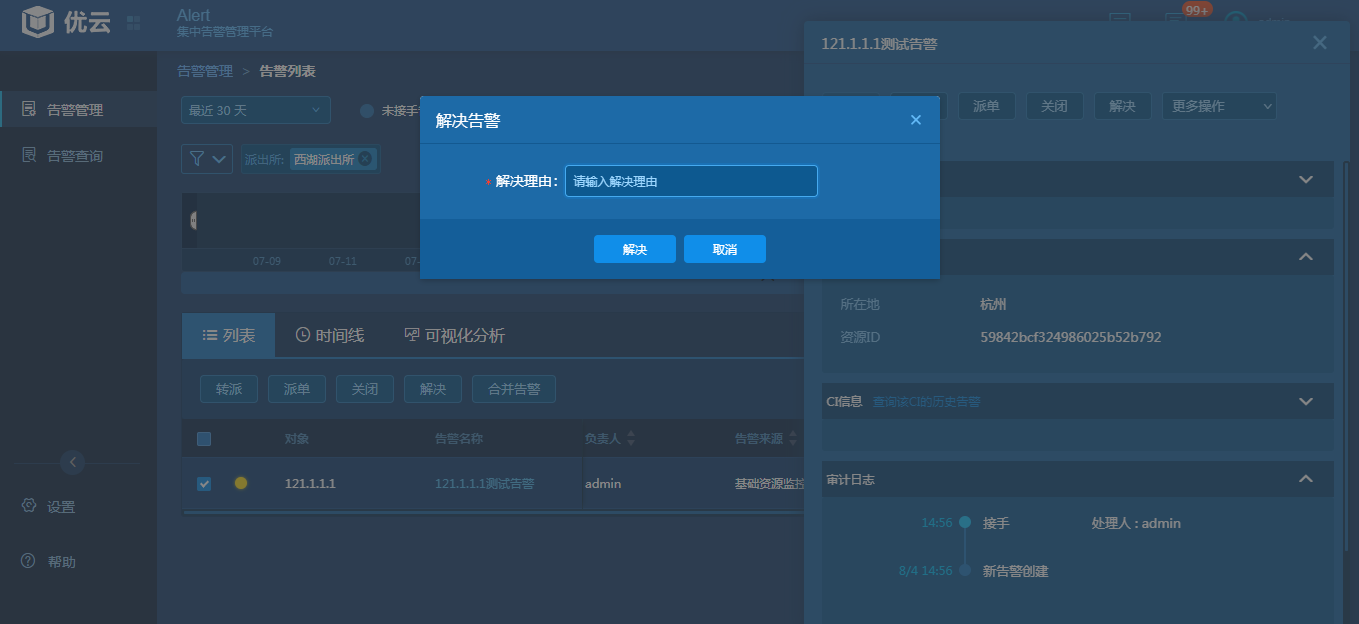 优云
Alert
集中告警管理平台
99+
admin
告警管理
告警查询
设置
帮助
告警管理 > 告警列表
最近 30 天
未接手
派出所: 西湖派出所
07-09 07-11 07-
列表 时间线 可视化分析
转派 派单 关闭 解决 合并告警
对象 告警名称 负责人 告警来源
121.1.1.1 121.1.1.1测试告警 admin 基础资源监控
解决告警
* 解决理由: 请输入解决理由
解决 取消
121.1.1.1测试告警
派单 关闭 解决 更多操作
所在地 杭州
资源ID 59842bcf324986025b52b792
CI信息 查询该CI的历史告警
审计日志
14:56 接手 处理人 : admin
8/4 14:56 新告警创建